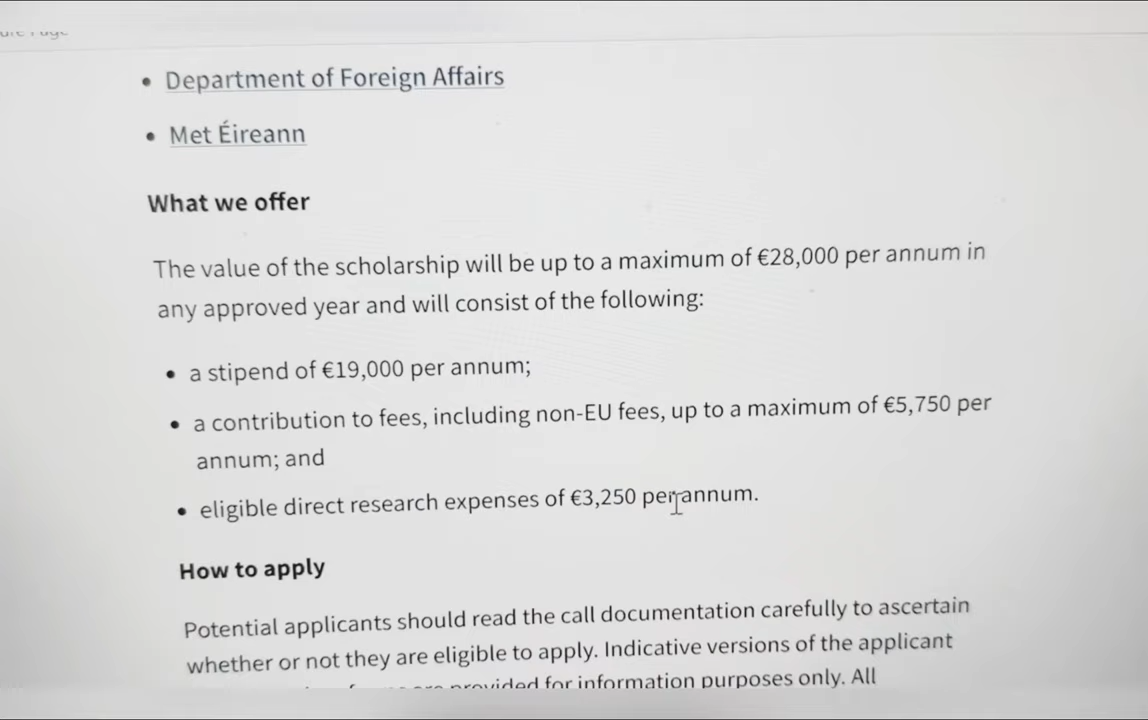 Department of Foreign Affairs
Met Éireann
What we offer
The value of the scholarship will be up to a maximum of €28,000 per annum in
any approved year and will consist of the following:
a stipend of €19,000 per annum;
a contribution to fees, including non-EU fees, up to a maximum of €5,750 per
annum; and
eligible direct research expenses of €3,250 per annum.
How to apply
Potential applicants should read the call documentation carefully to ascertain
whether or not they are eligible to apply. Indicative versions of the applicant
provided for information purposes only. All